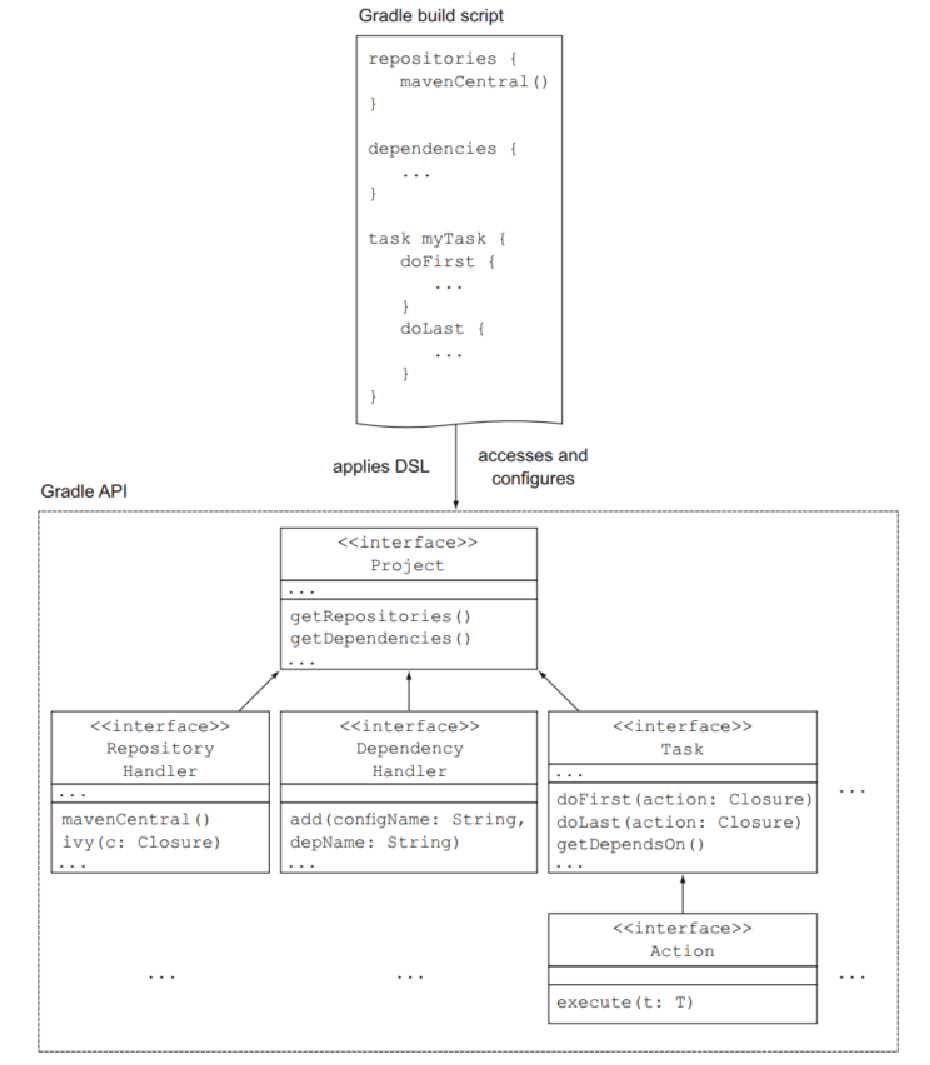 Gradle build script
repositories {
mavenCentral()
}
dependencies {
...
}
task myTask {
doFirst {
...
}
doLast {
...
}
}
applies DSL
accesses and
configures
Gradle API
<<interface>>
Project
...
getRepositories()
getDependencies()
...
<<interface>>
Repository
Handler
...
mavenCentral()
ivy(c: Closure)
...
<<interface>>
Dependency
Handler
add(configName: String,
depName: String)
...
<<interface>>
Task
...
doFirst(action: Closure)
doLast(action: Closure)
getDependsOn()
...
...
<<interface>>
Action
execute(t: T)
...
...
...